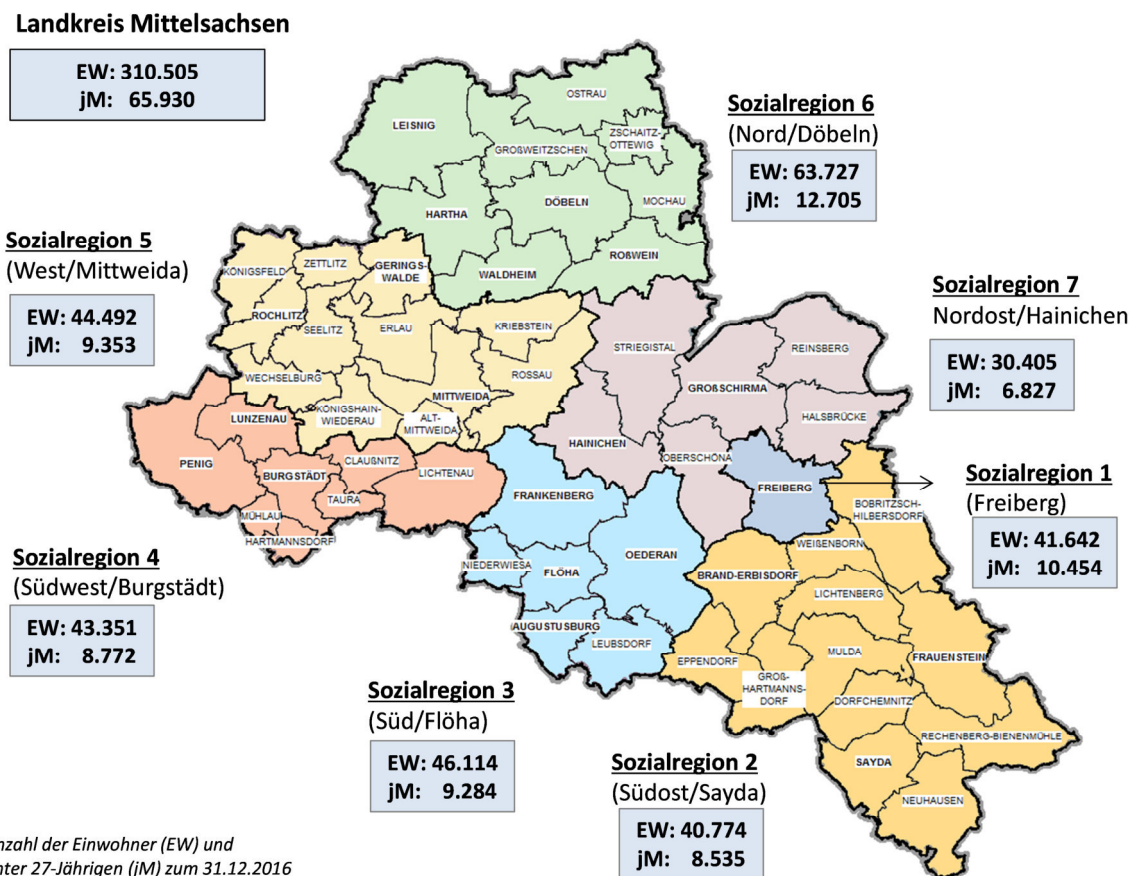 Landkreis Mittelsachsen
EW: 310.505
jM: 65.930
Sozialregion 6
(Nord/Döbeln)
EW: 63.727
jM: 12.705
Sozialregion 5
(West/Mittweida)
EW: 44.492
jM: 9.353
Sozialregion 7
Nordost/Hainichen
EW: 30.405
jM: 6.827
Sozialregion 1
(Freiberg)
EW: 41.642
jM: 10.454
Sozialregion 4
(Südwest/Burgstädt)
EW: 43.351
jM: 8.772
Sozialregion 3
(Süd/Flöha)
EW: 46.114
jM: 9.284
Sozialregion 2
(Südost/Sayda)
EW: 40.774
jM: 8.535
OSTRAU
LEISNIG
ZSCHAITZ-
OTTEWIG
GROßWEITZSCHEN
MOCHAU
DÖBELN
HARTHA
ROßWEIN
WALDHEIM
KÖNIGSFELD
ZETTLITZ
GERINGS-
WALDE
ROCHLITZ
SEELITZ
ERLAU
KRIEBSTEIN
ROSSAU
WECHSELBURG
MITTWEIDA
KÖNIGSHAIN-
WIEDERAU
ALT-
MITTWEIDA
STRIEGISTAL
REINSBERG
GROßSCHIRMA
HALSBRÜCKE
HAINICHEN
OBERSCHÖNA
FREIBERG
LUNZENAU
PENIG
BURGSTÄDT
CLAUßNITZ
LICHTENAU
TAURA
MÜHLAU
HARTMANNSDORF
FRANKENBERG
NIEDERWIESA
FLÖHA
OEDERAN
AUGUSTUSBURG
LEUBSDORF
BOBRITZSCH-
HILBERSDORF
WEIßENBORN
BRAND-ERBISDORF
LICHTENBERG
EPPENDORF
MULDA
FRAUENSTEIN
GROß-
HARTMANNS-
DORF
DORFCHEMNITZ
RECHENBERG-BIENENMÜHLE
SAYDA
NEUHAUSEN
nzahl der Einwohner (EW) und
nter 27-Jährigen (jM) zum 31.12.2016